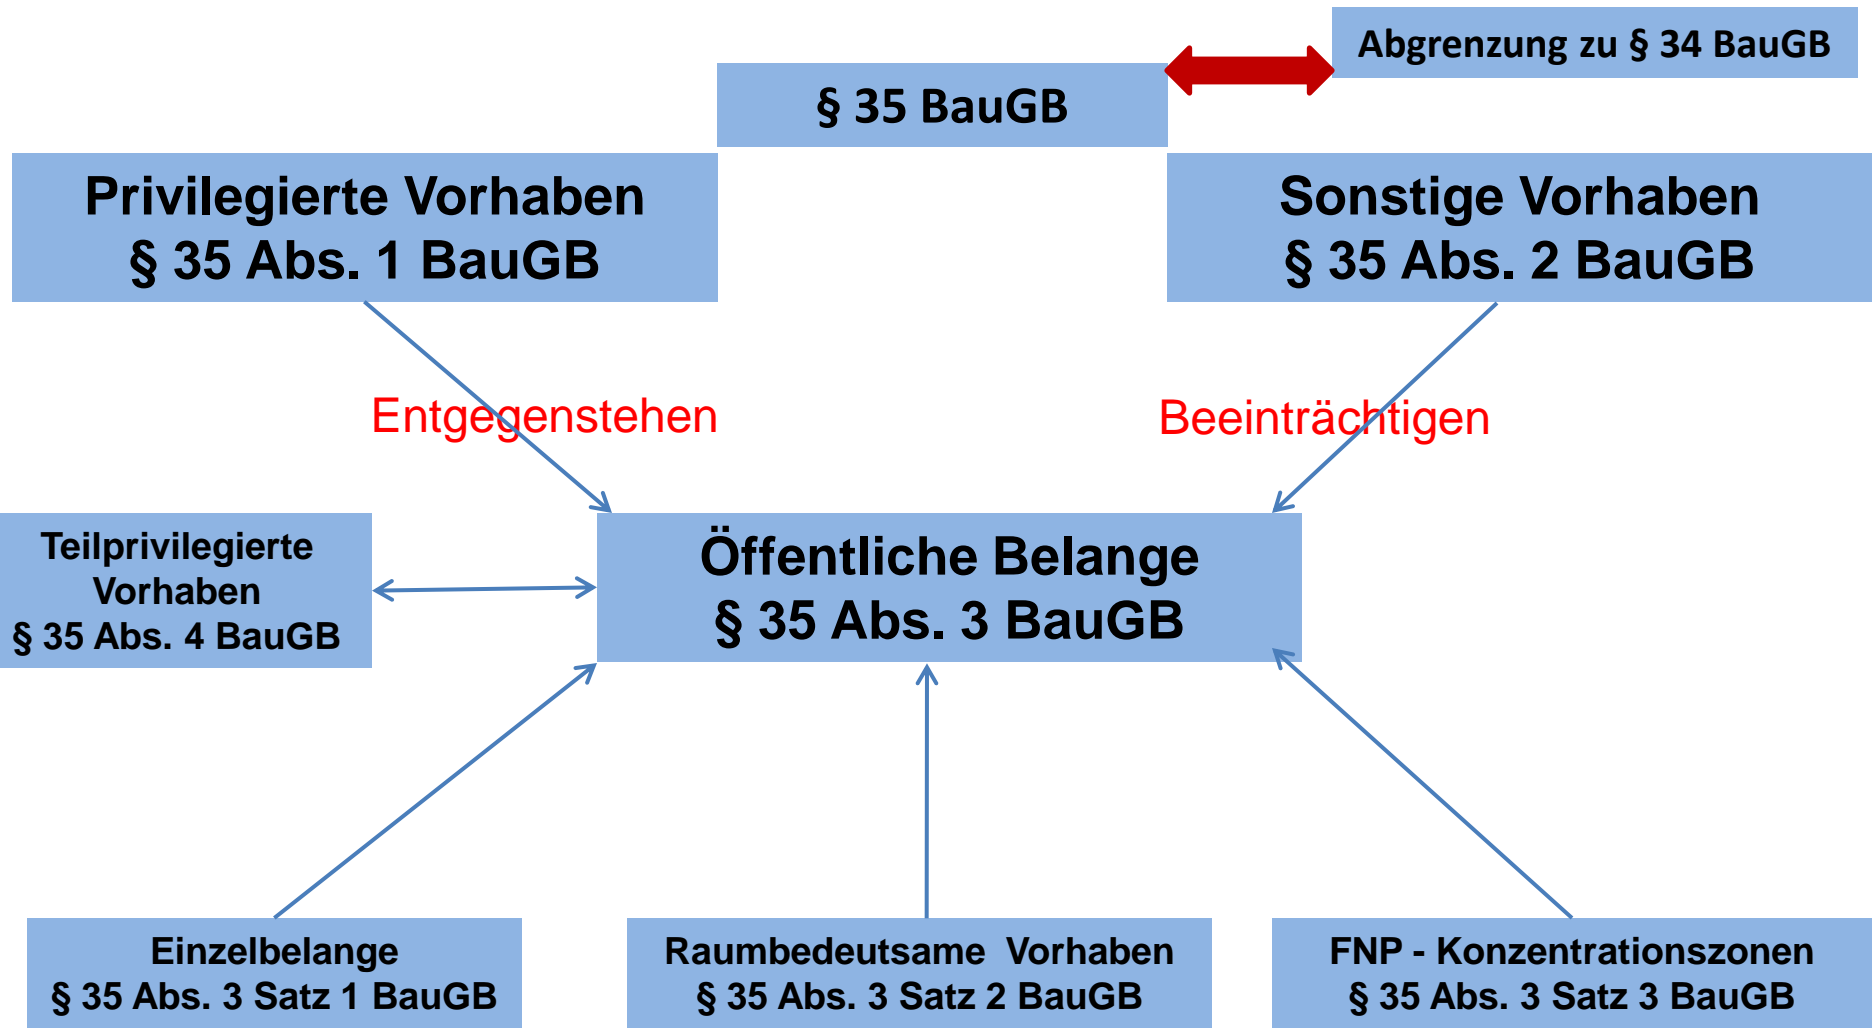 Abgrenzung zu § 34 BauGB
§ 35 BauGB
Privilegierte Vorhaben
§ 35 Abs. 1 BauGB
Sonstige Vorhaben
§ 35 Abs. 2 BauGB
Entgegenstehen
Beeinträchtigen
Teilprivilegierte
Vorhaben
§ 35 Abs. 4 BauGB
Öffentliche Belange
§ 35 Abs. 3 BauGB
Einzelbelange
§ 35 Abs. 3 Satz 1 BauGB
Raumbedeutsame Vorhaben
§ 35 Abs. 3 Satz 2 BauGB
FNP - Konzentrationszonen
§ 35 Abs. 3 Satz 3 BauGB